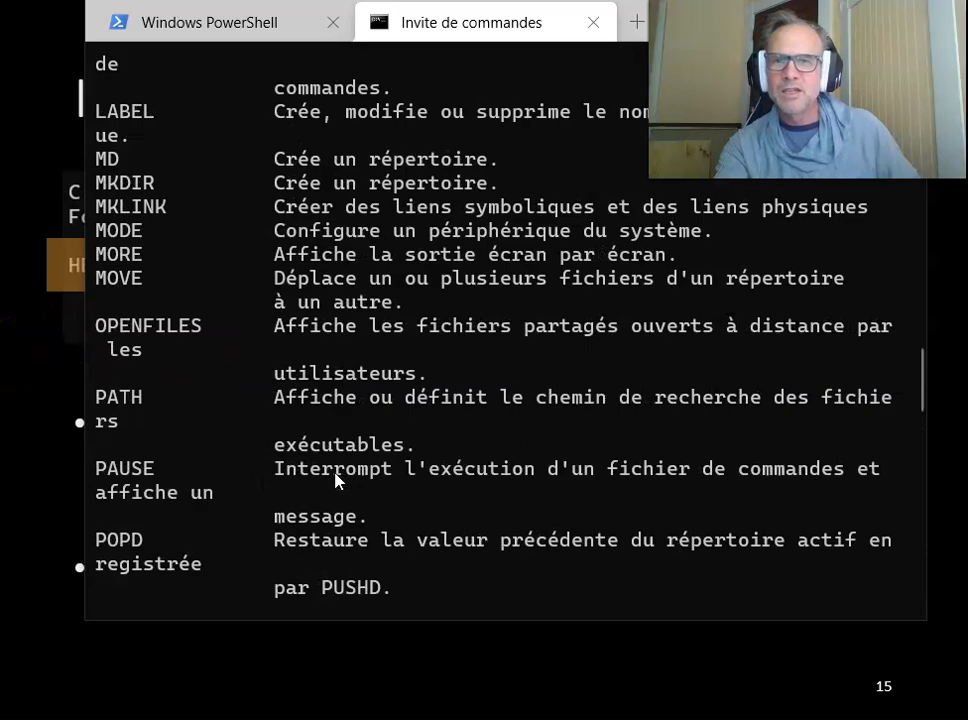 Windows PowerShell
Invite de commandes
de
commandes.
LABEL Crée, modifie ou supprime le nom
ue.
MD Crée un répertoire.
MKDIR Crée un répertoire.
MKLINK Créer des liens symboliques et des liens physiques
MODE Configure un périphérique du système.
MORE Affiche la sortie écran par écran.
MOVE Déplace un ou plusieurs fichiers d'un répertoire
à un autre.
OPENFILES Affiche les fichiers partagés ouverts à distance par
les
utilisateurs.
PATH Affiche ou définit le chemin de recherche des fichie
rs
exécutables.
PAUSE Interrompt l'exécution d'un fichier de commandes et
affiche un
message.
POPD Restaure la valeur précédente du répertoire actif en
registrée
par PUSHD.
15